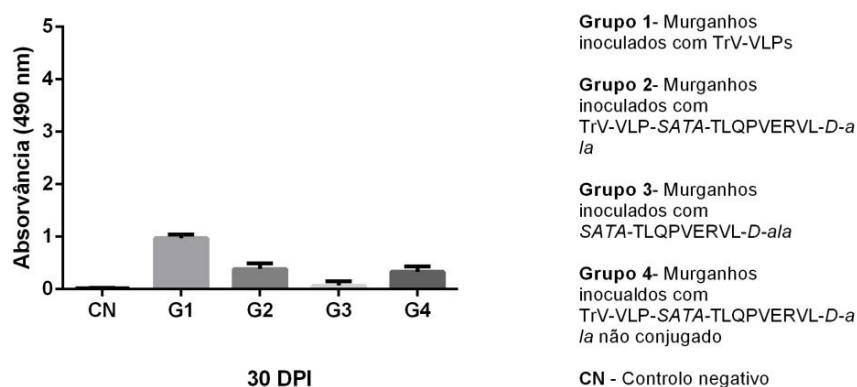 5
4
3
2
1
0
Absorvância (490 nm)
CN G1 G2 G3 G4
30 DPI
Grupo 1- Murganhos
inoculados com TrV-VLPs
Grupo 2- Murganhos
inoculados com
TrV-VLP-SATA-TLQPVERVL-D-a
la
Grupo 3- Murganhos
inoculados com
SATA-TLQPVERVL-D-ala
Grupo 4- Murganhos
inocualdos com
TrV-VLP-SATA-TLQPVERVL-D-a
la não conjugado
CN - Controlo negativo